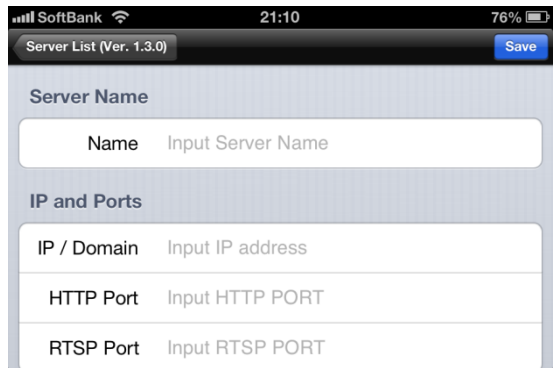 SoftBank 21:10 76%
Server List (Ver. 1.3.0) Save
Server Name
Name Input Server Name
IP and Ports
IP / Domain Input IP address
HTTP Port Input HTTP PORT
RTSP Port Input RTSP PORT